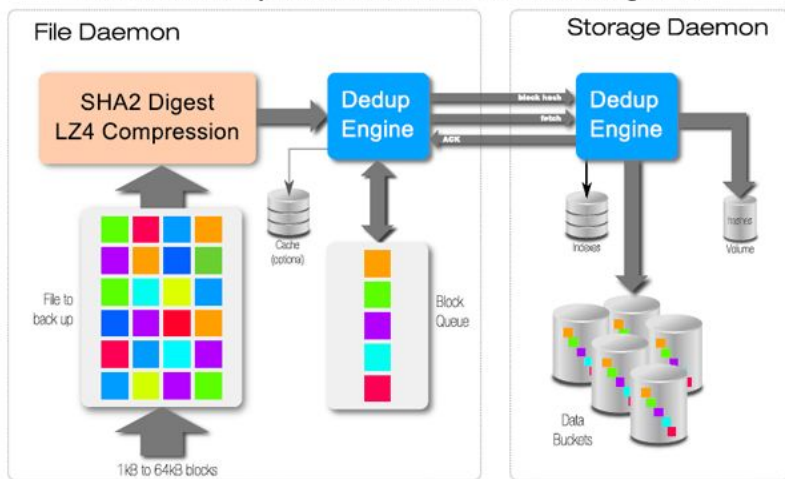 File Daemon
Storage Daemon
SHA2 Digest
LZ4 Compression
Dedup
Engine
block hash
fetch
ACK
Dedup
Engine
Cache
(optional)
Indexes
hashes
Volume
File to
back up
Block
Queue
Data
Buckets
1kB to 64kB blocks